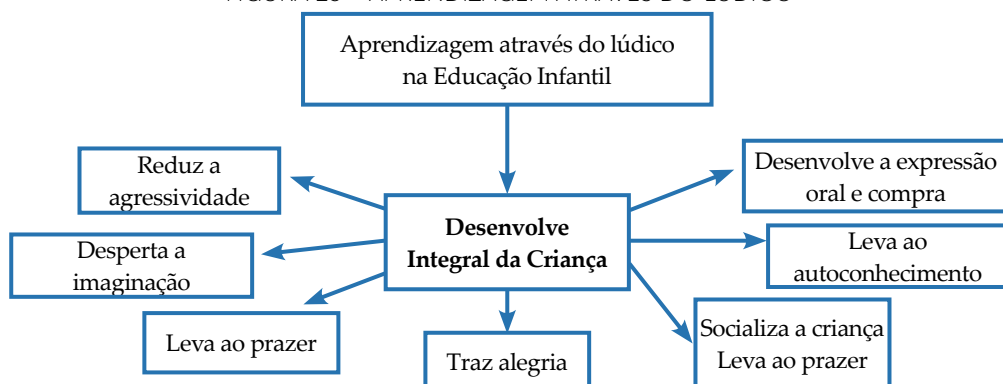 Aprendizagem através do lúdico
na Educação Infantil
Reduz a
agressividade
Desenvolve a expressão
oral e compra
Desenvolve
Integral da Criança
Desperta a
imaginação
Leva ao
autoconhecimento
Leva ao prazer
Traz alegria
Socializa a criança
Leva ao prazer